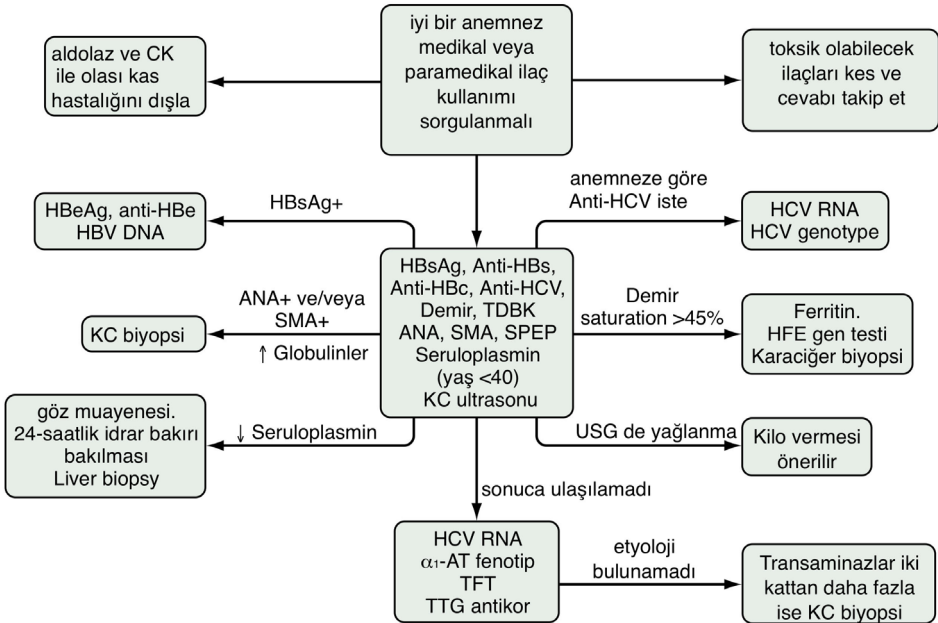 iyi bir anemnez
medikal veya
paramedikal ilaç
kullanımı
sorgulanmalı
aldolaz ve CK
ile olası kas
hastalığını dışla
toksik olabilecek
ilaçları kes ve
cevabı takip et
HBsAg+
HBeAg, anti-HBe
HBV DNA
anemneze göre
Anti-HCV iste
HCV RNA
HCV genotype
HBsAg, Anti-HBs,
Anti-HBc, Anti-HCV,
Demir, TDBK
ANA, SMA, SPEP
Seruloplasmin
(yaş <40)
KC ultrasonu
ANA+ ve/veya
SMA+
↑ Globulinler
KC biyopsi
Demir
saturation >45%
Ferritin.
HFE gen testi
Karaciğer biyopsi
↓ Seruloplasmin
göz muayenesi.
24-saatlik idrar bakırı
bakılması
Liver biopsy
USG de yağlanma
Kilo vermesi
önerilir
sonuca ulaşılamadı
HCV RNA
α1-AT fenotip
TFT
TTG antikor
etyoloji
bulunamadı
Transaminazlar iki
kattan daha fazla
ise KC biyopsi